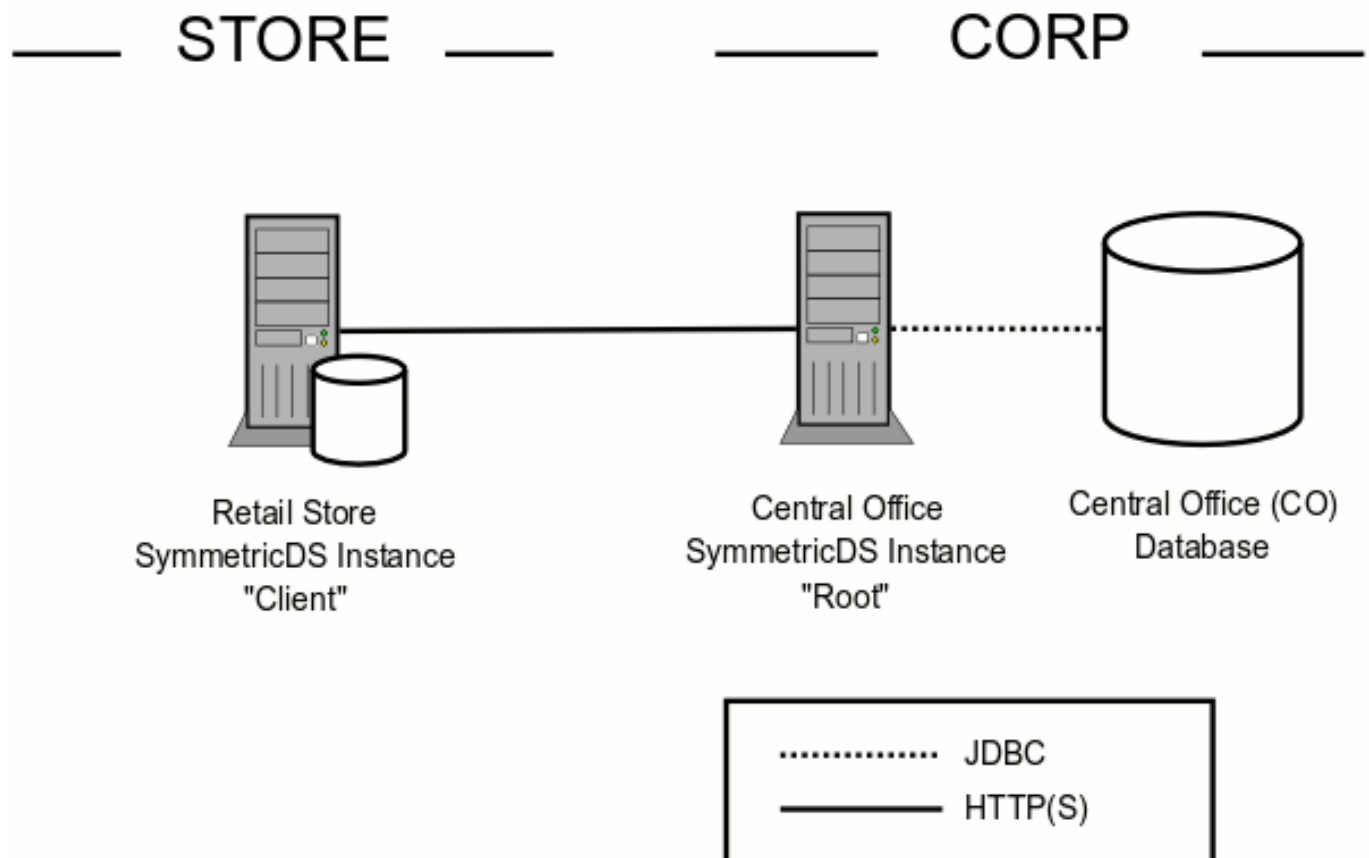 STORE
CORP
Retail Store
SymmetricDS Instance
"Client"
Central Office
SymmetricDS Instance
"Root"
Central Office (CO)
Database
JDBC
HTTP(S)